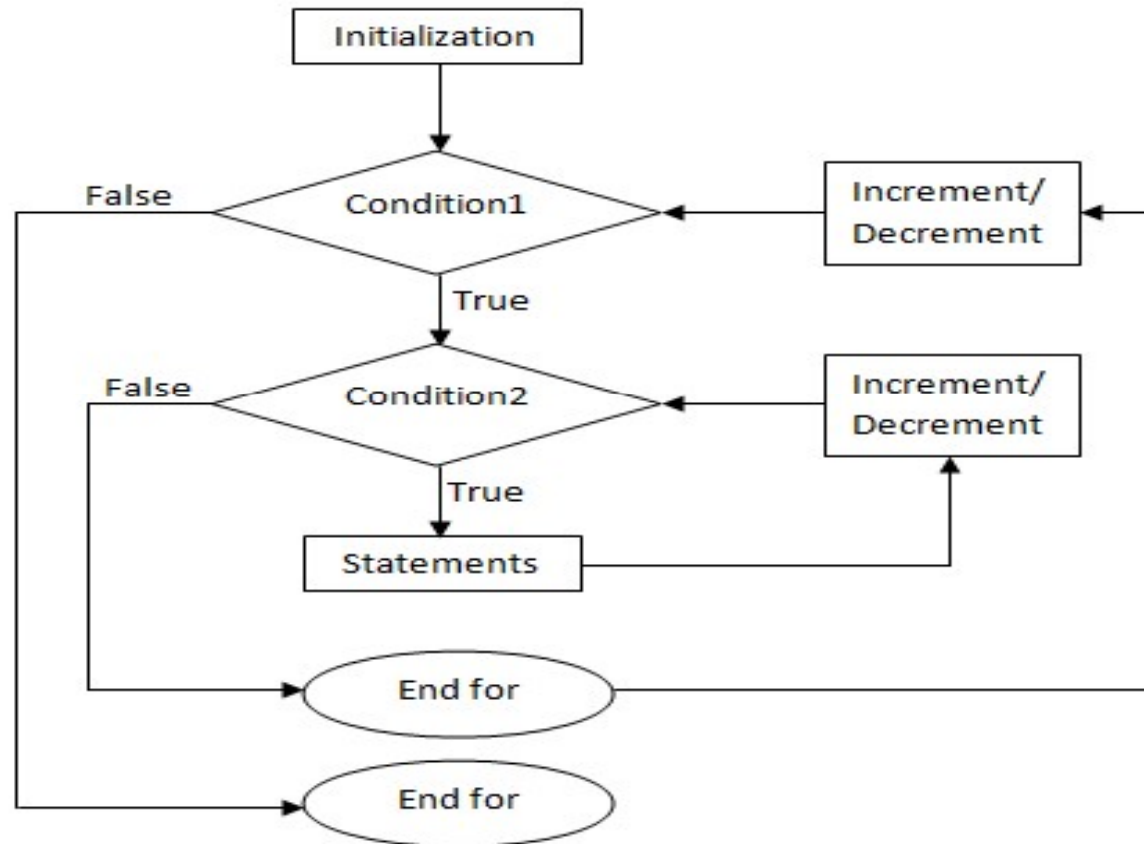 Initialization
False
Condition1
Increment/
Decrement
True
False
Condition2
Increment/
Decrement
True
Statements
End for
End for